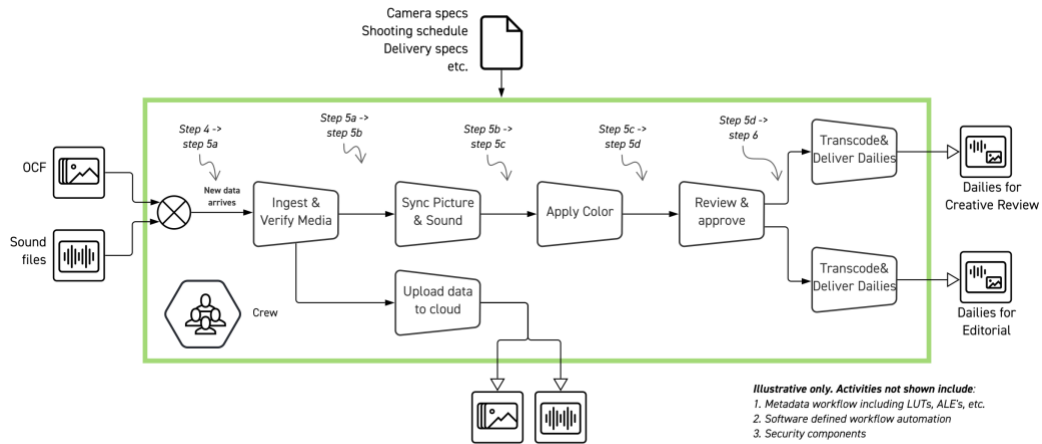 Camera specs
Shooting schedule
Delivery specs
etc.
Step 4 ->
step 5a
Step 5a ->
step 5b
Step 5b ->
step 5c
Step 5c ->
step 5d
Step 5d ->
step 6
OCF
New data
arrives
Sound
files
Ingest &
Verify Media
Sync Picture
& Sound
Apply Color
Review &
approve
Transcode&
Deliver Dailies
Dailies for
Creative Review
Upload data
to cloud
Transcode&
Deliver Dailies
Dailies for
Editorial
Crew
Illustrative only. Activities not shown include:
1. Metadata workflow including LUTs, ALE's, etc.
2. Software defined workflow automation
3. Security components